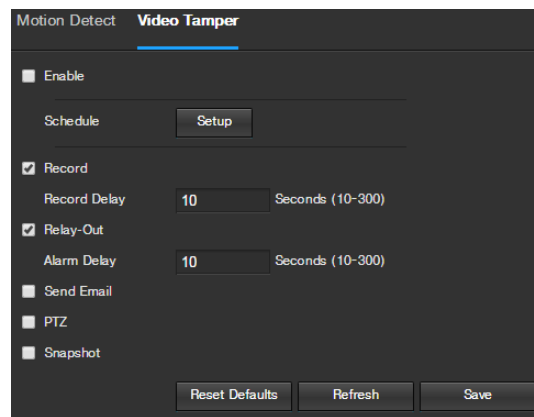 Motion Detect Video Tamper
Enable
Schedule Setup
Record
Record Delay 10 Seconds (10-300)
Relay-Out
Alarm Delay 10 Seconds (10-300)
Send Email
PTZ
Snapshot
Reset Defaults Refresh Save